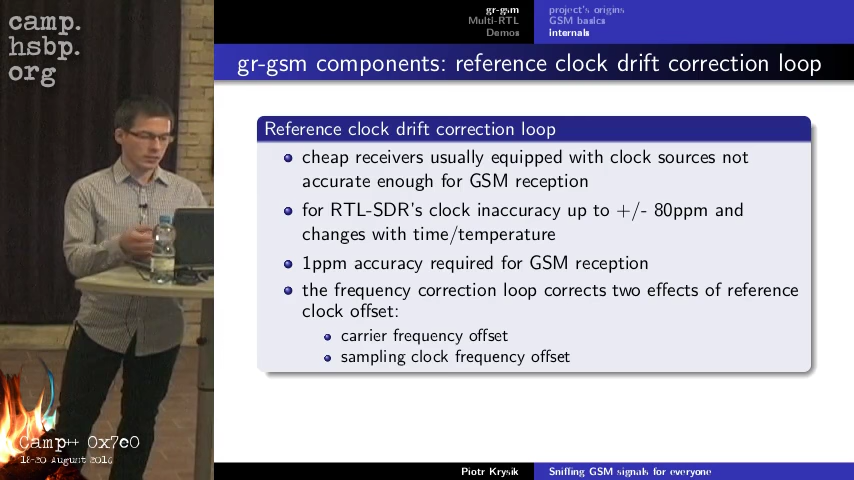 camp.
hsbp.
org
gr-gsm
Multi-RTL
Demos
project's origins
GSM basics
internals
gr-gsm components: reference clock drift correction loop
Reference clock drift correction loop
cheap receivers usually equipped with clock sources not
accurate enough for GSM reception
for RTL-SDR's clock inaccuracy up to +/- 80ppm and
changes with time/temperature
1ppm accuracy required for GSM reception
the frequency correction loop corrects two effects of reference
clock offset:
carrier frequency offset
sampling clock frequency offset
Camp++ 0x7e0
18-20 August 2016
Piotr Krysik
Sniffing GSM signals for everyone